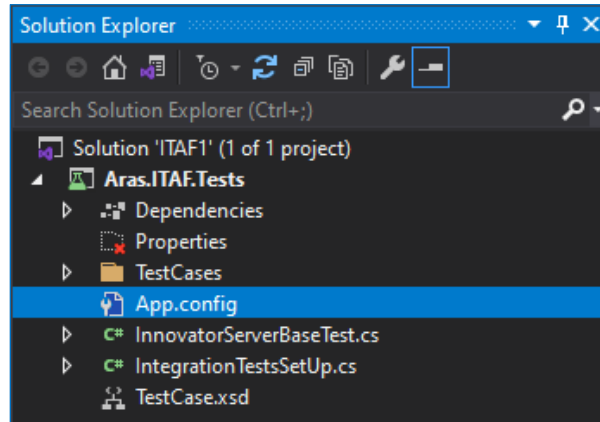 Solution Explorer
Search Solution Explorer (Ctrl+;)
Solution 'ITAF1' (1 of 1 project)
Aras.ITAF.Tests
Dependencies
Properties
TestCases
App.config
C# InnovatorServerBaseTest.cs
C# IntegrationTestsSetUp.cs
TestCase.xsd